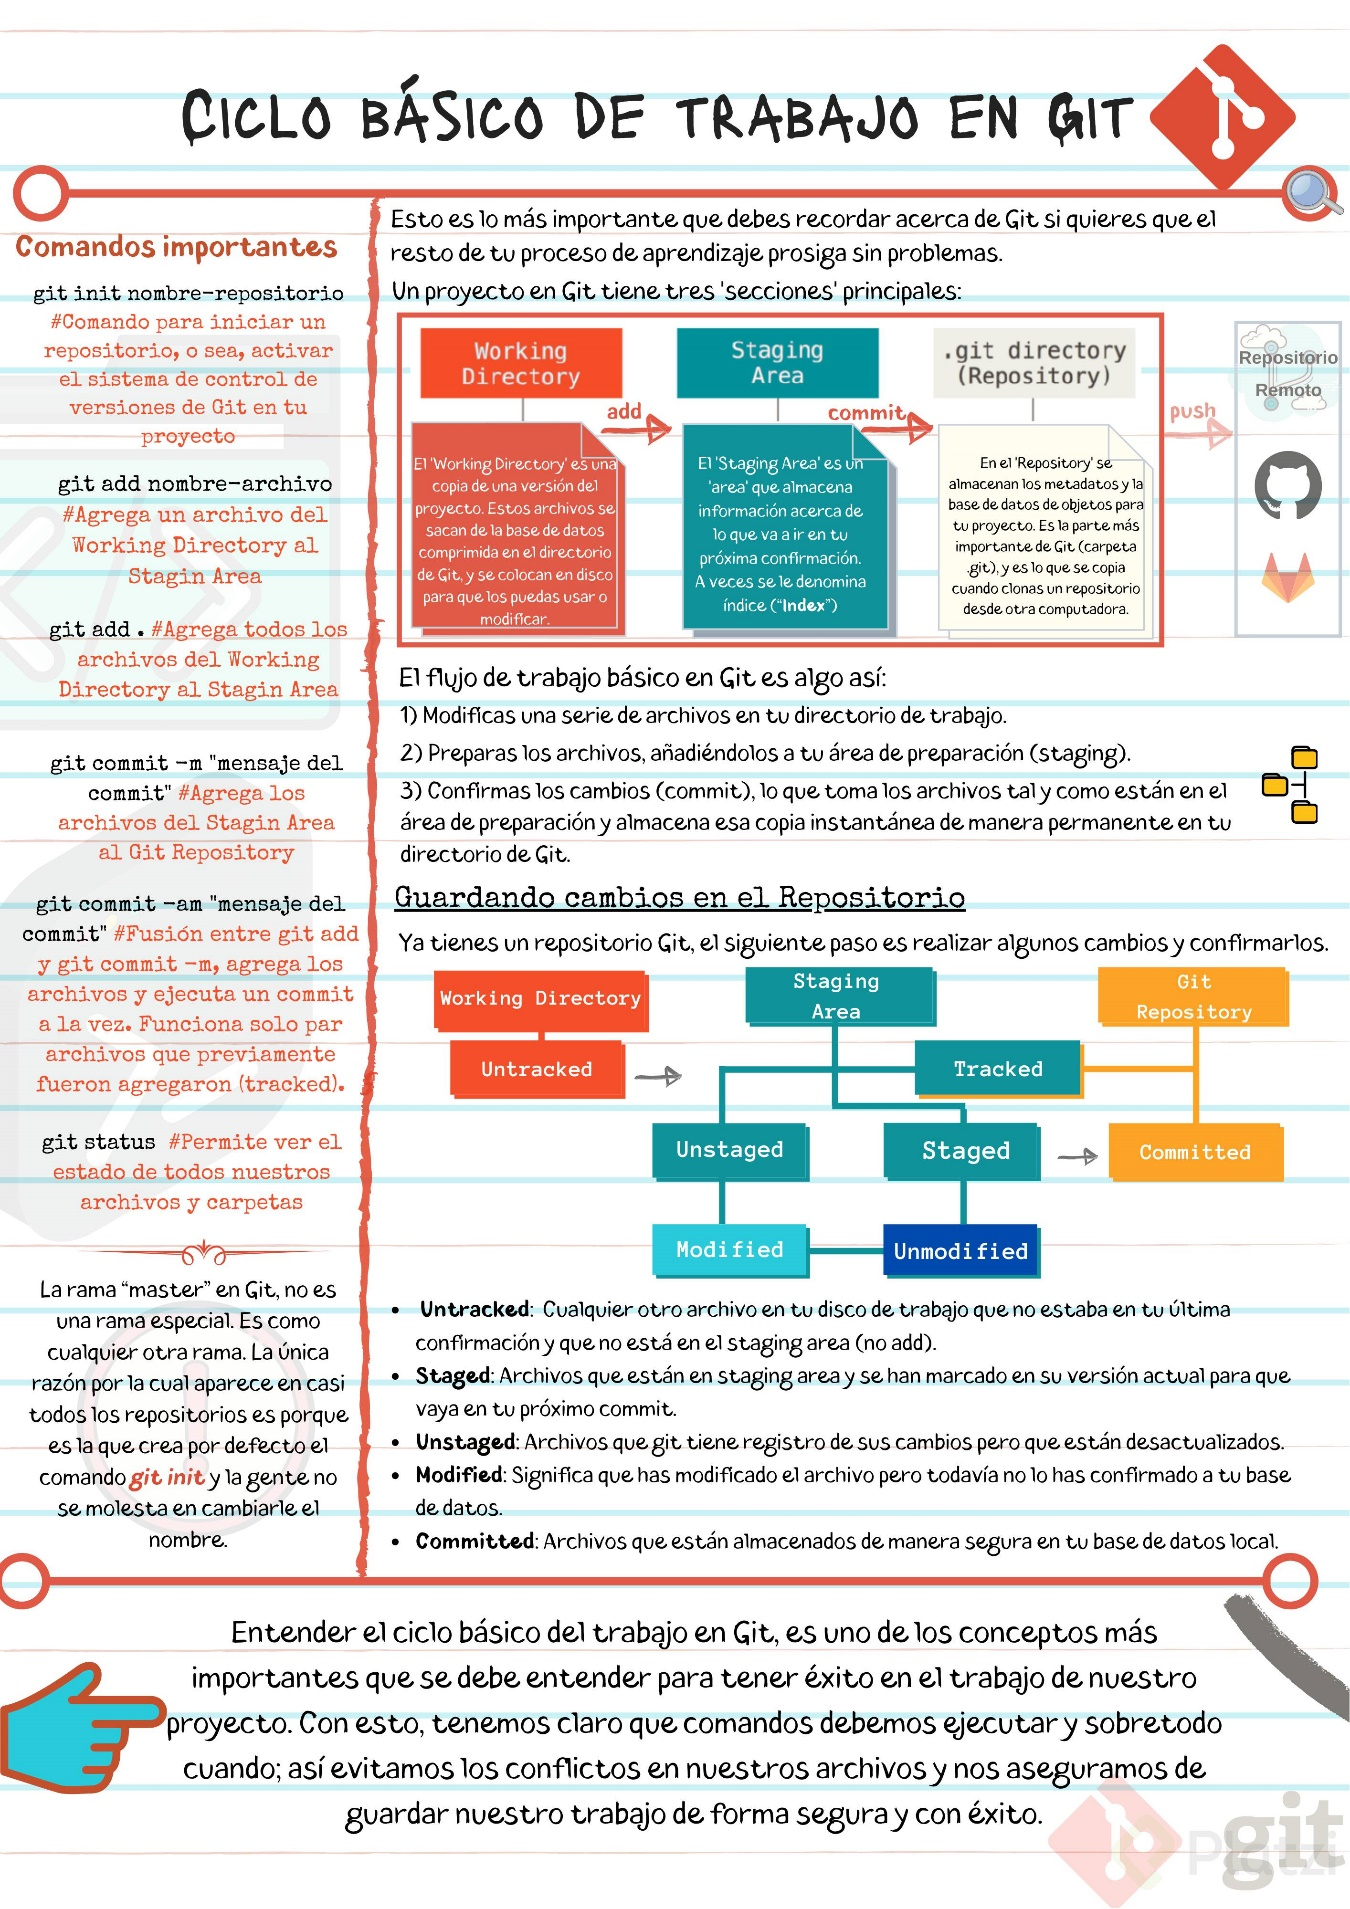 CICLO BÁSICO DE TRABAJO EN GIT
Comandos importantes
git init nombre-repositorio
#Comando para iniciar un
repositorio, o sea, activar
el sistema de control de
versiones de Git en tu
proyecto
git add nombre-archivo
#Agrega un archivo del
Working Directory al
Stagin Area
git add . #Agrega todos los
archivos del Working
Directory al Stagin Area
git commit -m "mensaje del
commit" #Agrega los
archivos del Stagin Area
al Git Repository
git commit -am "mensaje del
commit" #Fusión entre git add
y git commit -m, agrega los
archivos y ejecuta un commit
a la vez. Funciona solo par
archivos que previamente
fueron agregaron (tracked).
git status #Permite ver el
estado de todos nuestros
archivos y carpetas
La rama “master” en Git, no es
una rama especial. Es como
cualquier otra rama. La única
razón por la cual aparece en casi
todos los repositorios es porque
es la que crea por defecto el
comando git init y la gente no
se molesta en cambiarle el
nombre.
Esto es lo más importante que debes recordar acerca de Git si quieres que el
resto de tu proceso de aprendizaje prosiga sin problemas.
Un proyecto en Git tiene tres 'secciones' principales:
Working
Directory
add
El 'Working Directory' es una
copia de una versión del
proyecto. Estos archivos se
sacan de la base de datos
comprimida en el directorio
de Git, y se colocan en disco
para que los puedas usar o
modificar.
Staging
Area
commit
El 'Staging Area' es un
'area' que almacena
información acerca de
lo que va a ir en tu
próxima confirmación.
A veces se le denomina
índice (“Index”)
.git directory
(Repository)
En el 'Repository' se
almacenan los metadatos y la
base de datos de objetos para
tu proyecto. Es la parte más
importante de Git (carpeta
.git), y es lo que se copia
cuando clonas un repositorio
desde otra computadora.
push
Repositorio
Remoto
El flujo de trabajo básico en Git es algo así:
1) Modificas una serie de archivos en tu directorio de trabajo.
2) Preparas los archivos, añadiéndolos a tu área de preparación (staging).
3) Confirmas los cambios (commit), lo que toma los archivos tal y como están en el
área de preparación y almacena esa copia instantánea de manera permanente en tu
directorio de Git.
Guardando cambios en el Repositorio
Ya tienes un repositorio Git, el siguiente paso es realizar algunos cambios y confirmarlos.
Working Directory
Staging
Area
Git
Repository
Untracked
Tracked
Unstaged
Staged
Committed
Modified
Unmodified
• Untracked: Cualquier otro archivo en tu disco de trabajo que no estaba en tu última
confirmación y que no está en el staging area (no add).
• Staged: Archivos que están en staging area y se han marcado en su versión actual para que
vaya en tu próximo commit.
• Unstaged: Archivos que git tiene registro de sus cambios pero que están desactualizados.
• Modified: Significa que has modificado el archivo pero todavía no lo has confirmado a tu base
de datos.
• Committed: Archivos que están almacenados de manera segura en tu base de datos local.
Entender el ciclo básico del trabajo en Git, es uno de los conceptos más
importantes que se debe entender para tener éxito en el trabajo de nuestro
proyecto. Con esto, tenemos claro que comandos debemos ejecutar y sobretodo
cuando; así evitamos los conflictos en nuestros archivos y nos aseguramos de
guardar nuestro trabajo de forma segura y con éxito.
Platzi
git